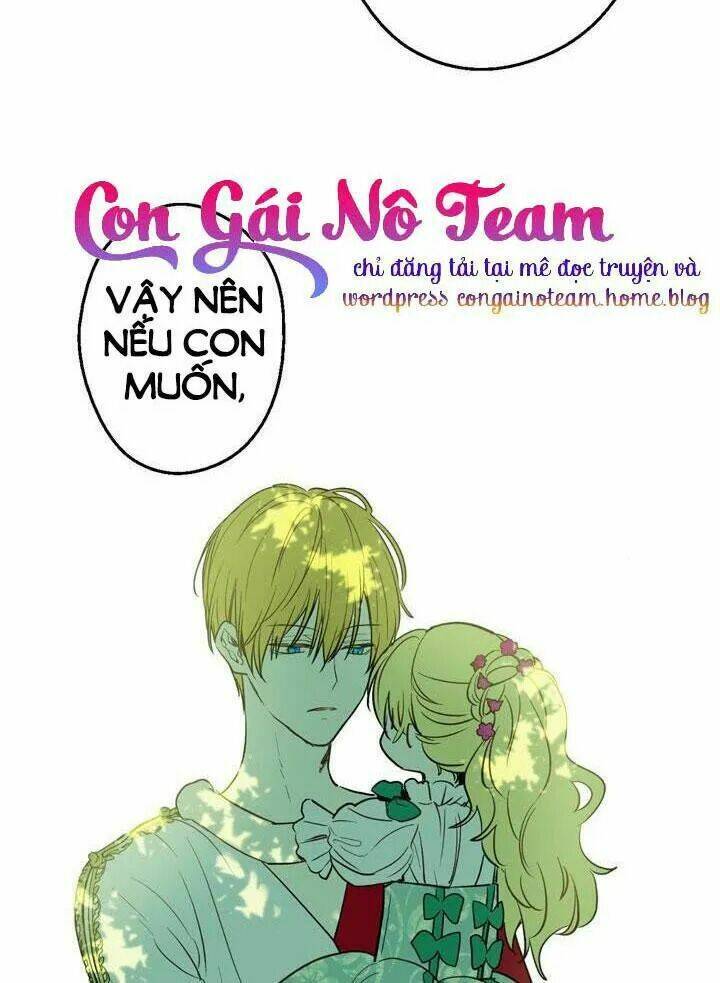 Con Gái Nô Team
chỉ đăng tải tại mê đọc truyện và
wordpress congainoteam.home.blog
VẬY NÊN
NẾU CON
MUỐN,